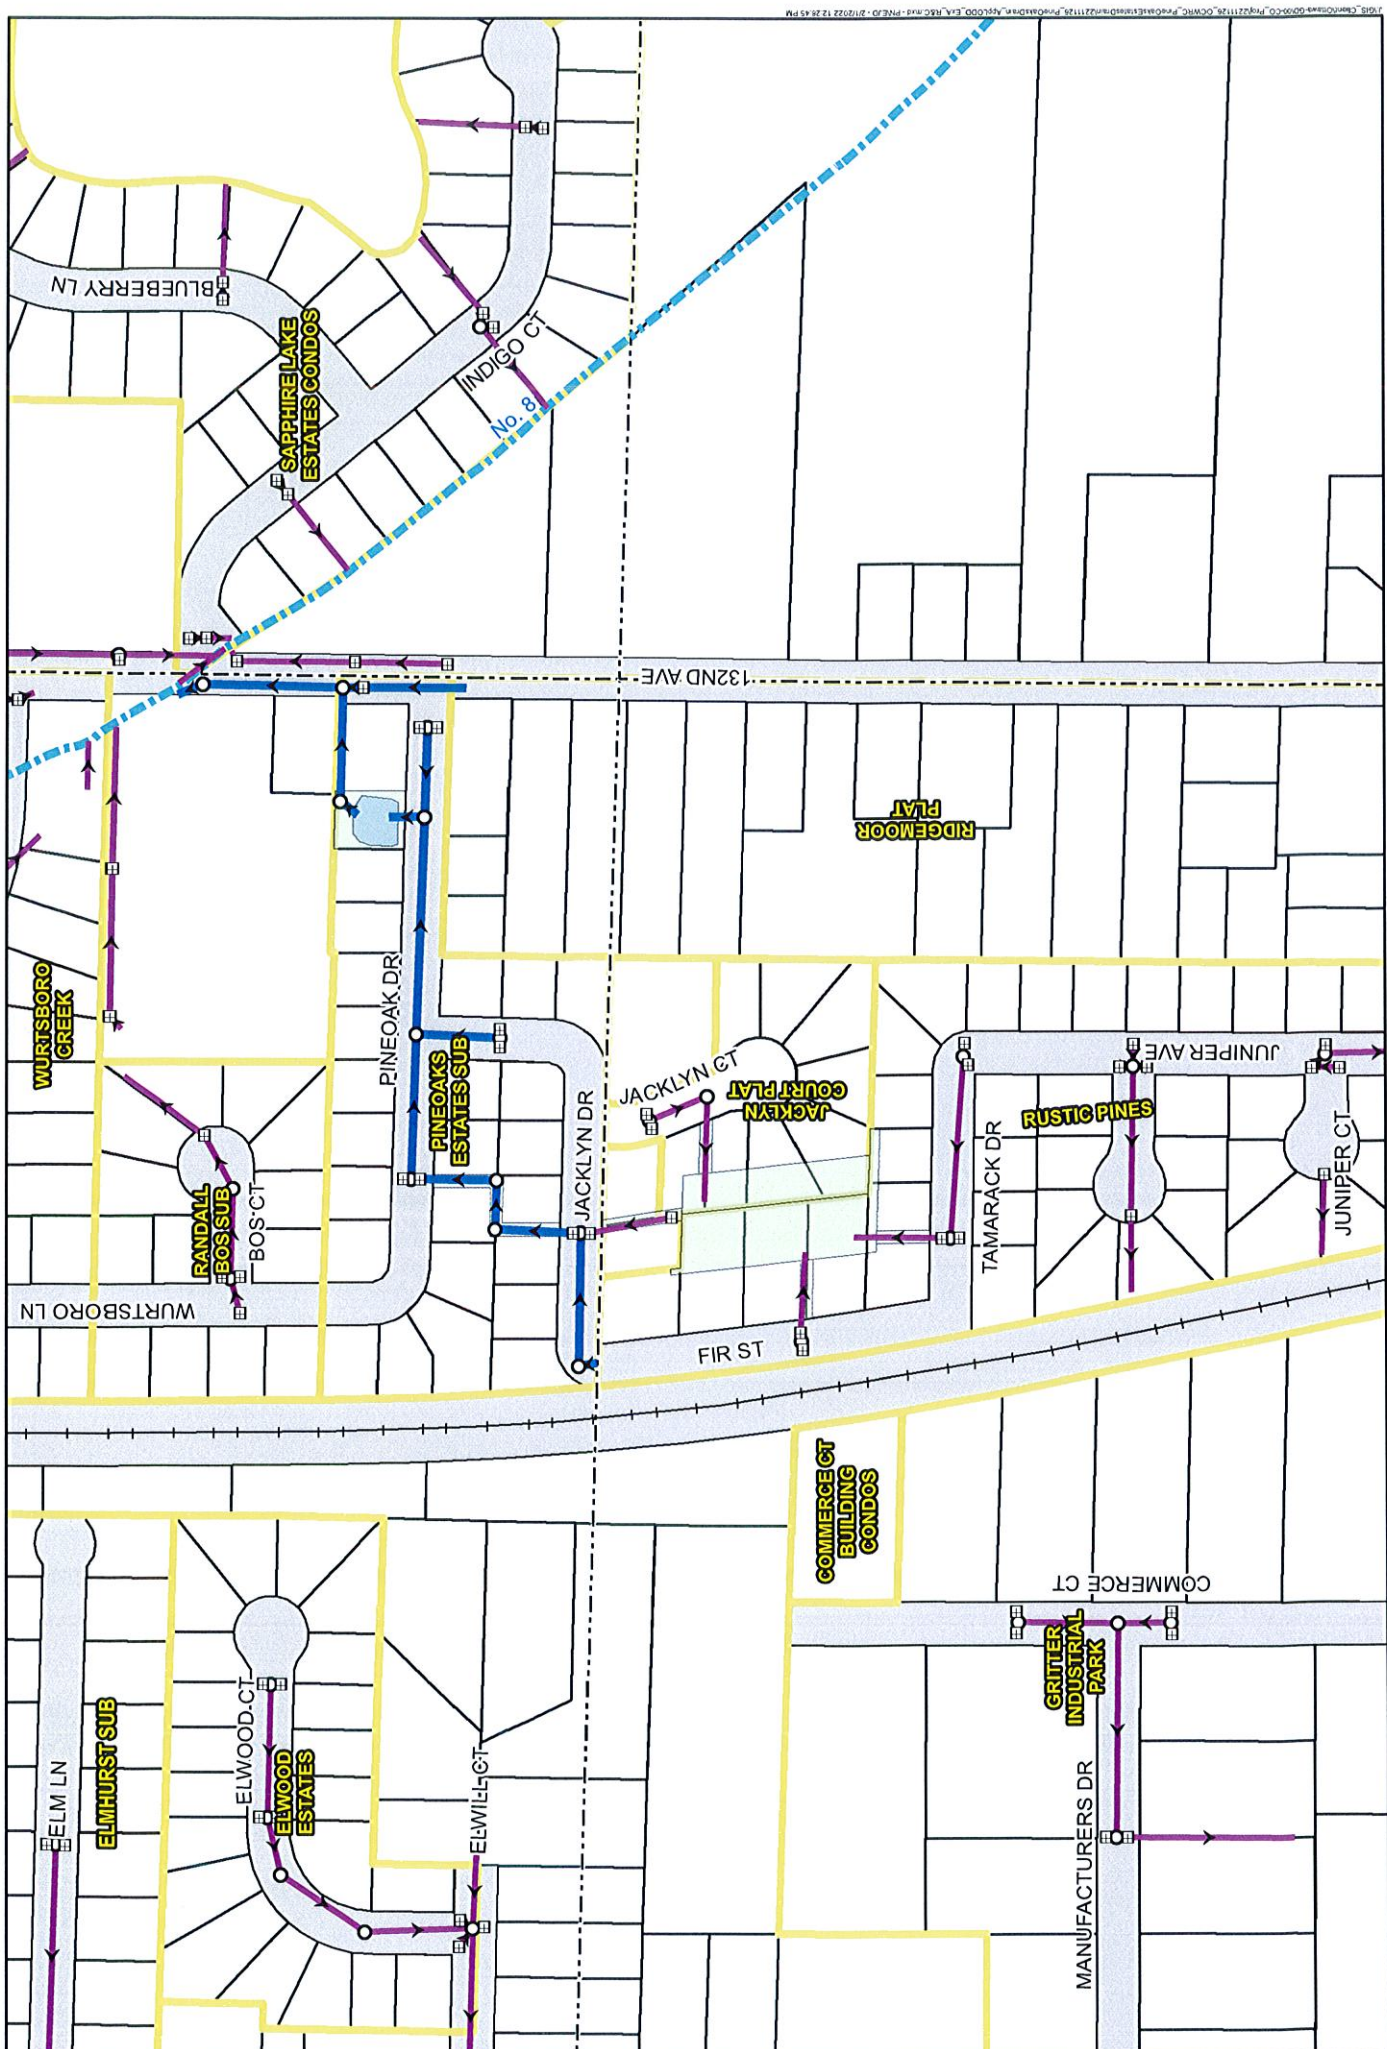 BLUEBERRY LN
SAPPHIRE LAKE
ESTATES CONDOS
INDIGO CT
No. 8
132ND AVE
RIDGEMOOR
PLAT
WURTSBORO
CREEK
PINEOAK DR
PINEOAKS
ESTATES SUB
JACKLYN DR
JACKLYN CT
JACKLYN
COURT PLAT
JUNIPER AVE
RUSTIC PINES
JUNIPER CT
TAMARACK DR
RANDALL
BOS SUB
BOS CT
WURTSBORO LN
FIR ST
COMMERCE CT
BUILDING
CONDOS
COMMERCE CT
GRITTER
INDUSTRIAL
PARK
MANUFACTURERS DR
ELM LN
ELMHURST SUB
ELWOOD CT
ELWOOD
ESTATES
ELWILL CT